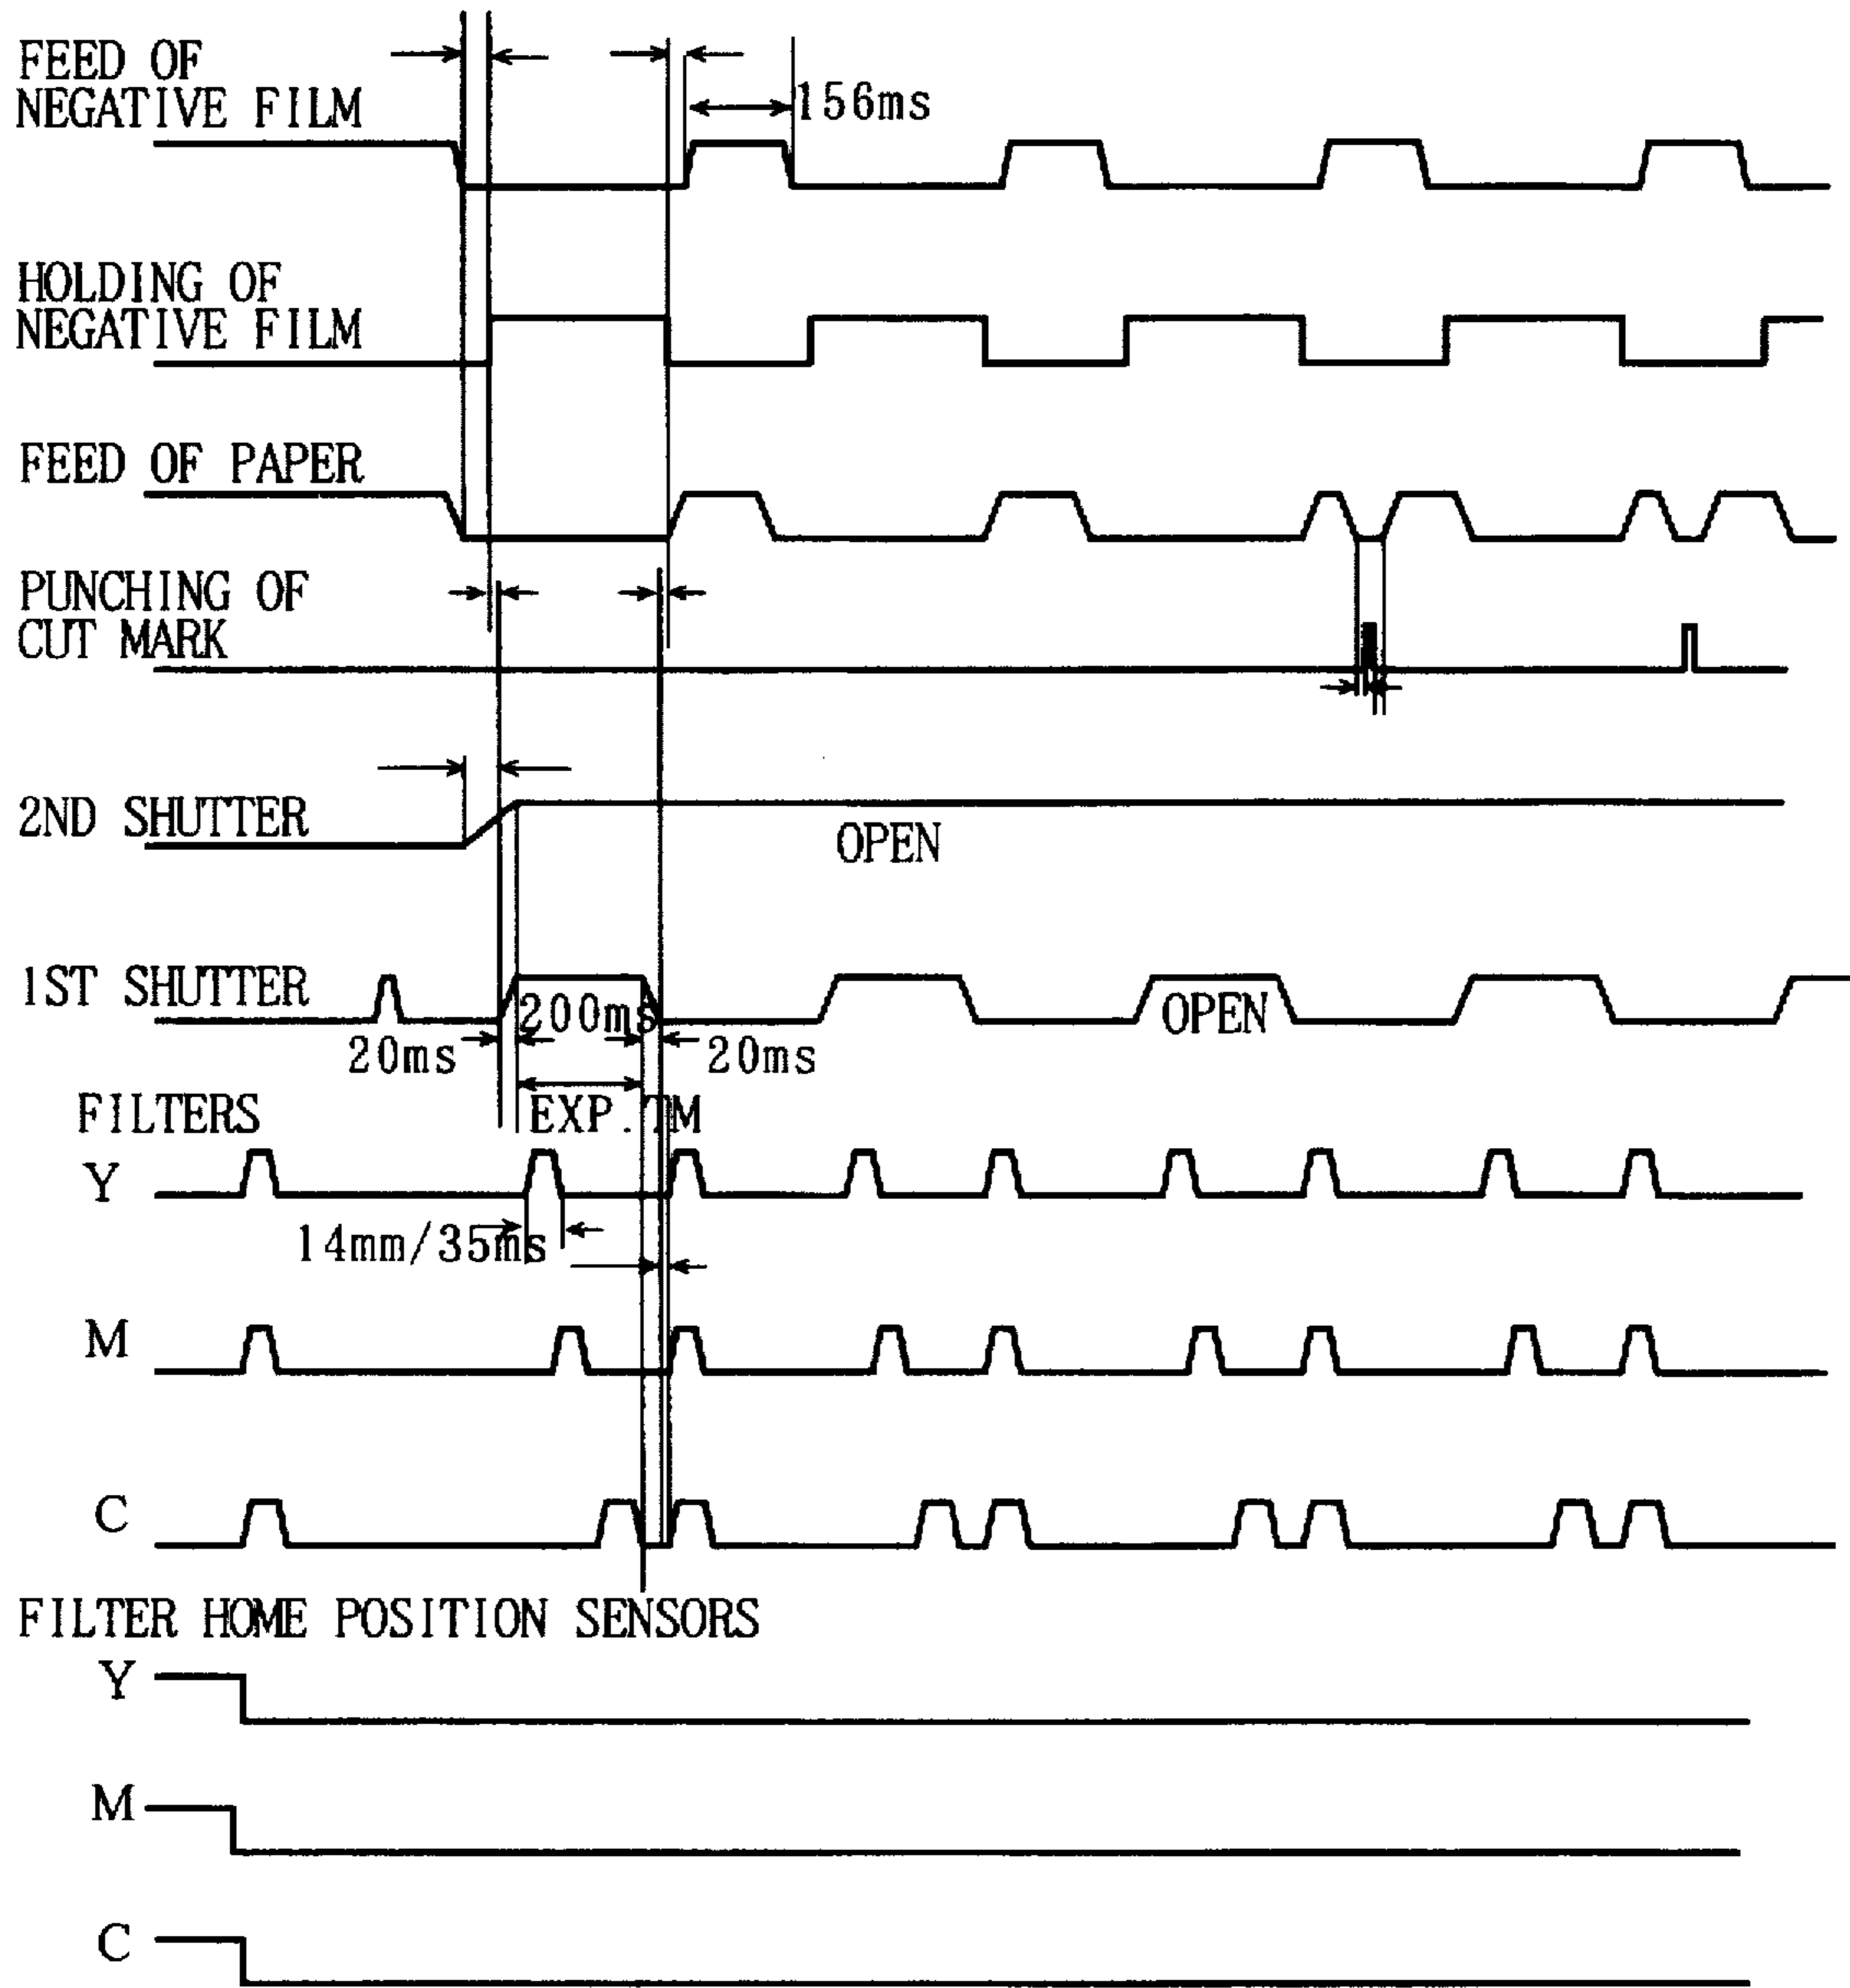 FEED OF
NEGATIVE FILM
156ms
HOLDING OF
NEGATIVE FILM
FEED OF PAPER
PUNCHING OF
CUT MARK
2ND SHUTTER
OPEN
1ST SHUTTER
200ms
OPEN
20ms
20ms
FILTERS
EXP.TM
Y
14mm/35ms
M
C
FILTER HOME POSITION SENSORS
Y
M
C